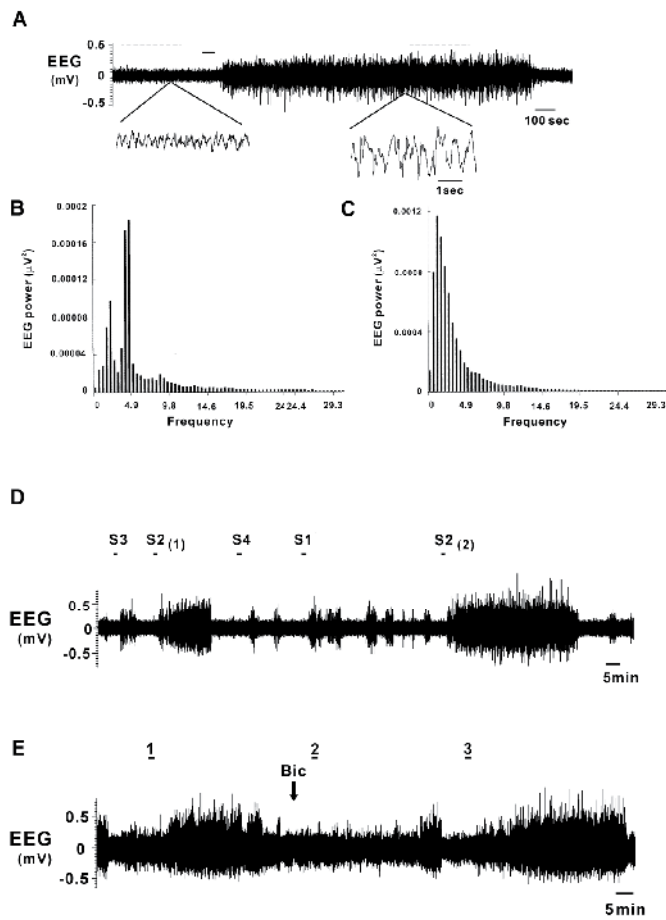 A
EEG
(mV)
0.5
0
-0.5
100 sec
1sec
B
EEG power (µV²)
0.0002
0.00016
0.00012
0.00008
0.00004
0
0 4.9 9.8 14.6 19.5 24 24.4 29.3
Frequency
C
EEG power (µV²)
0.0012
0.0008
0.0004
0
0 4.9 9.8 14.6 19.5 24.4 29.3
Frequency
D
S3 S2 (1) S4 S1 S2 (2)
EEG
(mV)
0.5
0
-0.5
5min
E
1 2 3
Bic
EEG
(mV)
0.5
0
-0.5
5min